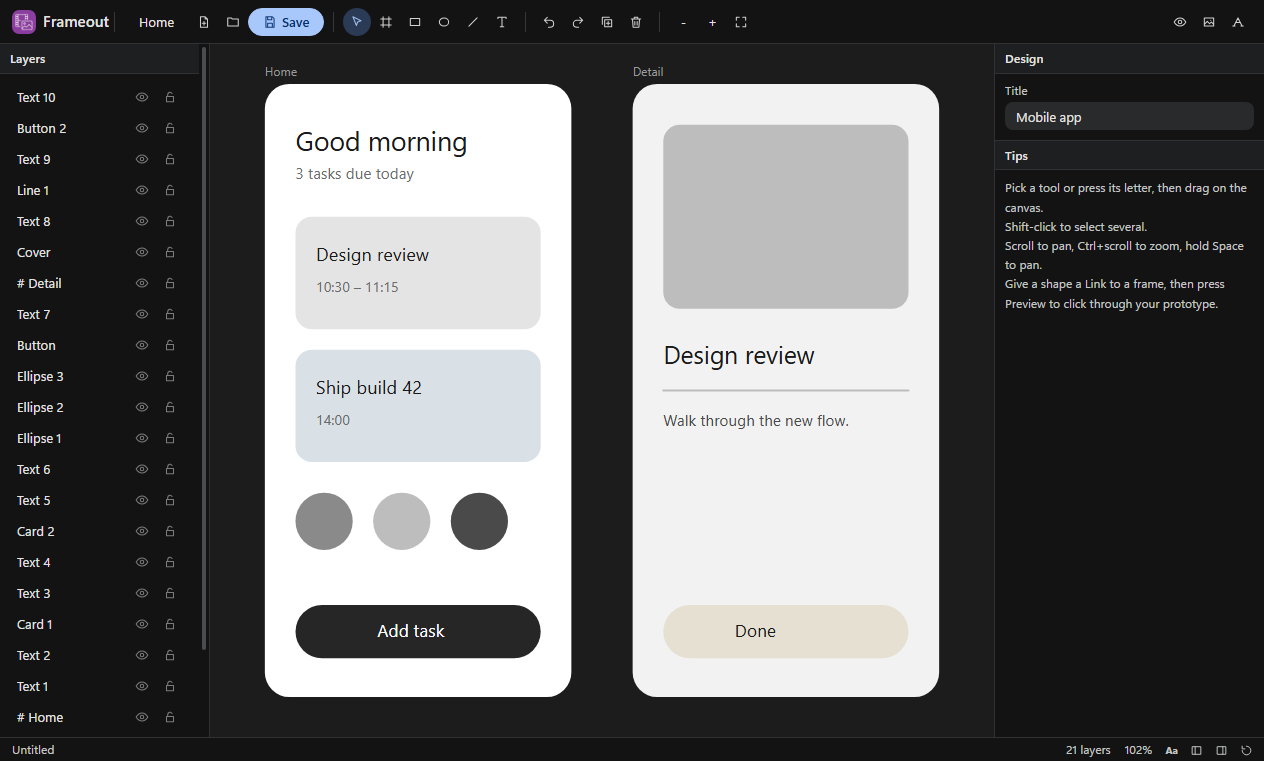 Frameout
Home
Save
Layers
Text 10
Button 2
Text 9
Line 1
Text 8
Cover
# Detail
Text 7
Button
Ellipse 3
Ellipse 2
Ellipse 1
Text 6
Text 5
Card 2
Text 4
Text 3
Card 1
Text 2
Text 1
# Home
Home
Good morning
3 tasks due today
Design review
10:30 – 11:15
Ship build 42
14:00
Add task
Detail
Design review
Walk through the new flow.
Done
Design
Title
Mobile app
Tips
Pick a tool or press its letter, then drag on the
canvas.
Shift-click to select several.
Scroll to pan, Ctrl+scroll to zoom, hold Space
to pan.
Give a shape a Link to a frame, then press
Preview to click through your prototype.
Untitled
21 layers
102%
Aa